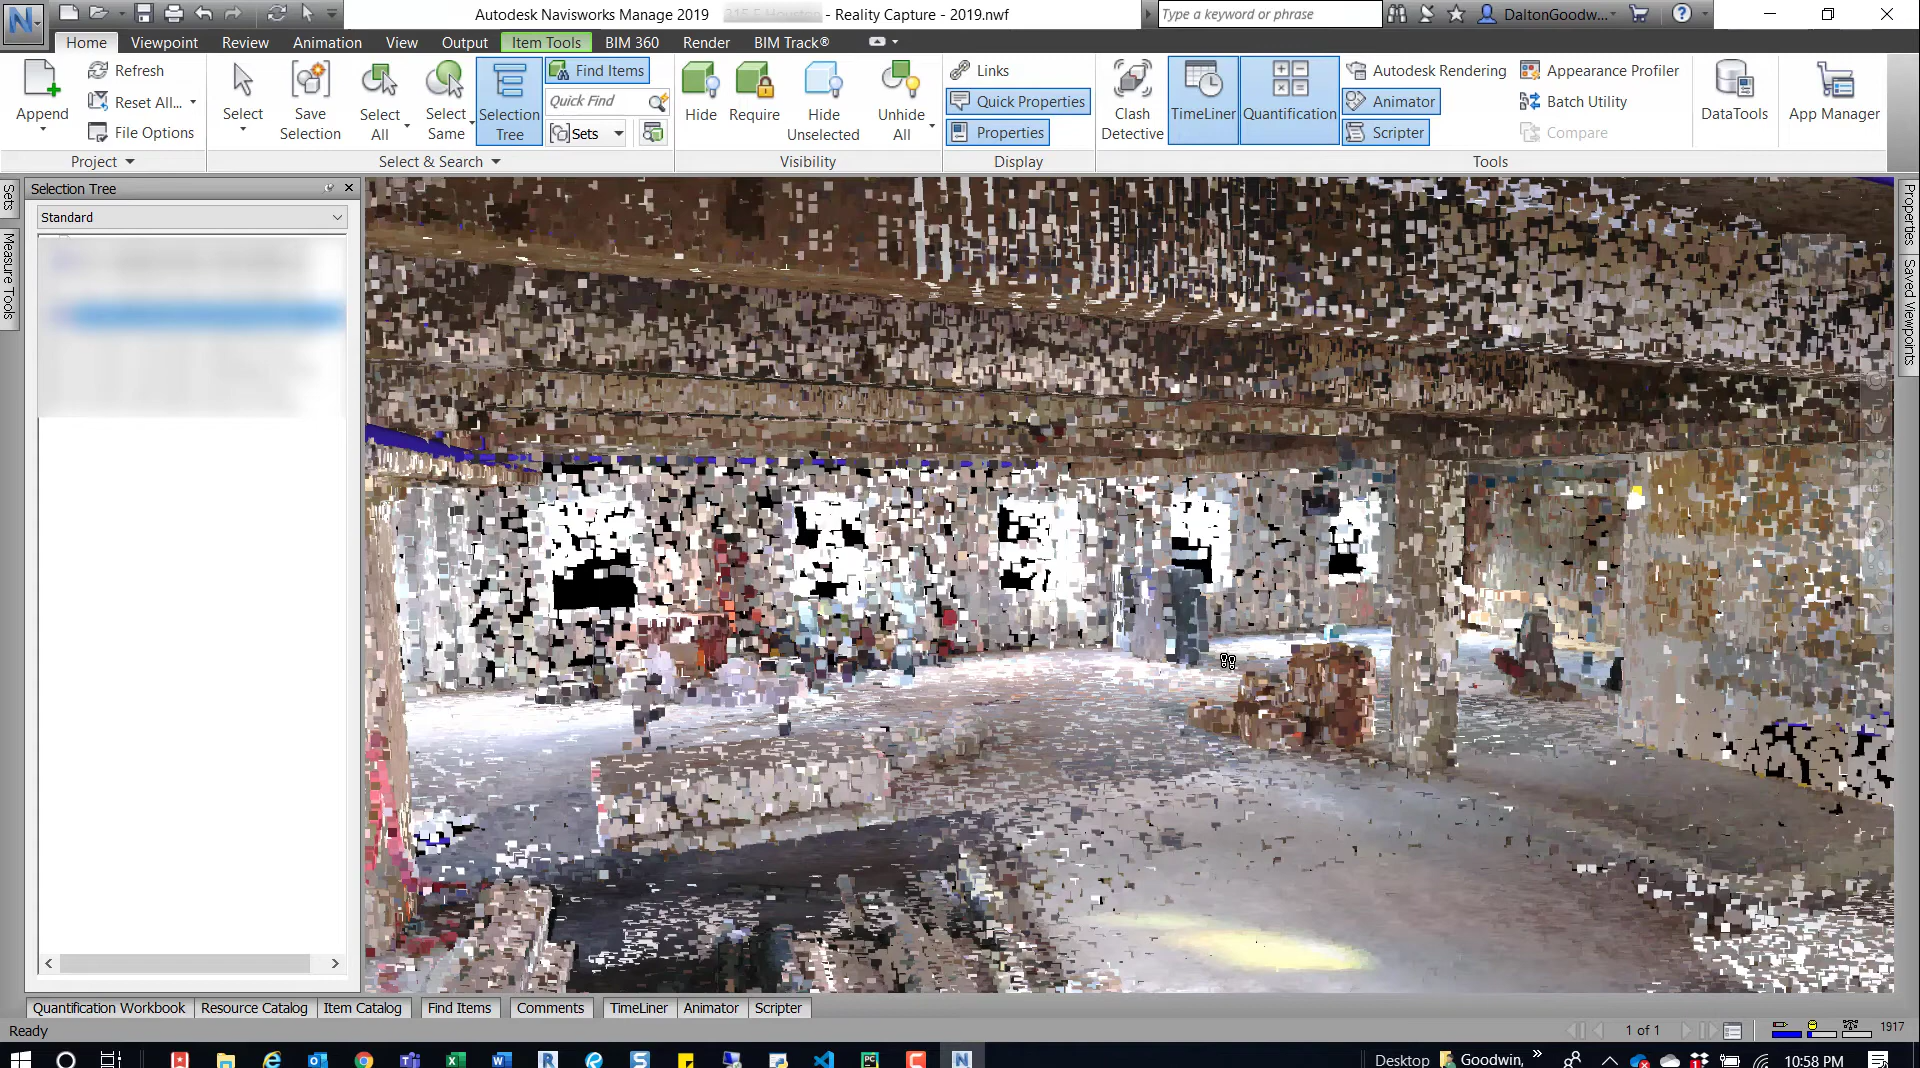 Autodesk Navisworks Manage 2019
- Reality Capture - 2019.nwf
Type a keyword or phrase
DaltonGoodw...
Home
Viewpoint
Review
Animation
View
Output
Item Tools
BIM 360
Render
BIM Track®
Append
Refresh
Reset All...
File Options
Project
Select
Save Selection
Select All
Select Same
Selection Tree
Find Items
Quick Find
Sets
Select & Search
Hide
Require
Hide Unselected
Unhide All
Visibility
Links
Quick Properties
Properties
Display
Clash Detective
TimeLiner
Quantification
Autodesk Rendering
Animator
Scripter
Appearance Profiler
Batch Utility
Compare
Tools
DataTools
App Manager
Sets
Measure Tools
Selection Tree
Standard
Properties
Saved Viewpoints
Quantification Workbook
Resource Catalog
Item Catalog
Find Items
Comments
TimeLiner
Animator
Scripter
Ready
1 of 1
1917
Desktop
Goodwin,
10:58 PM